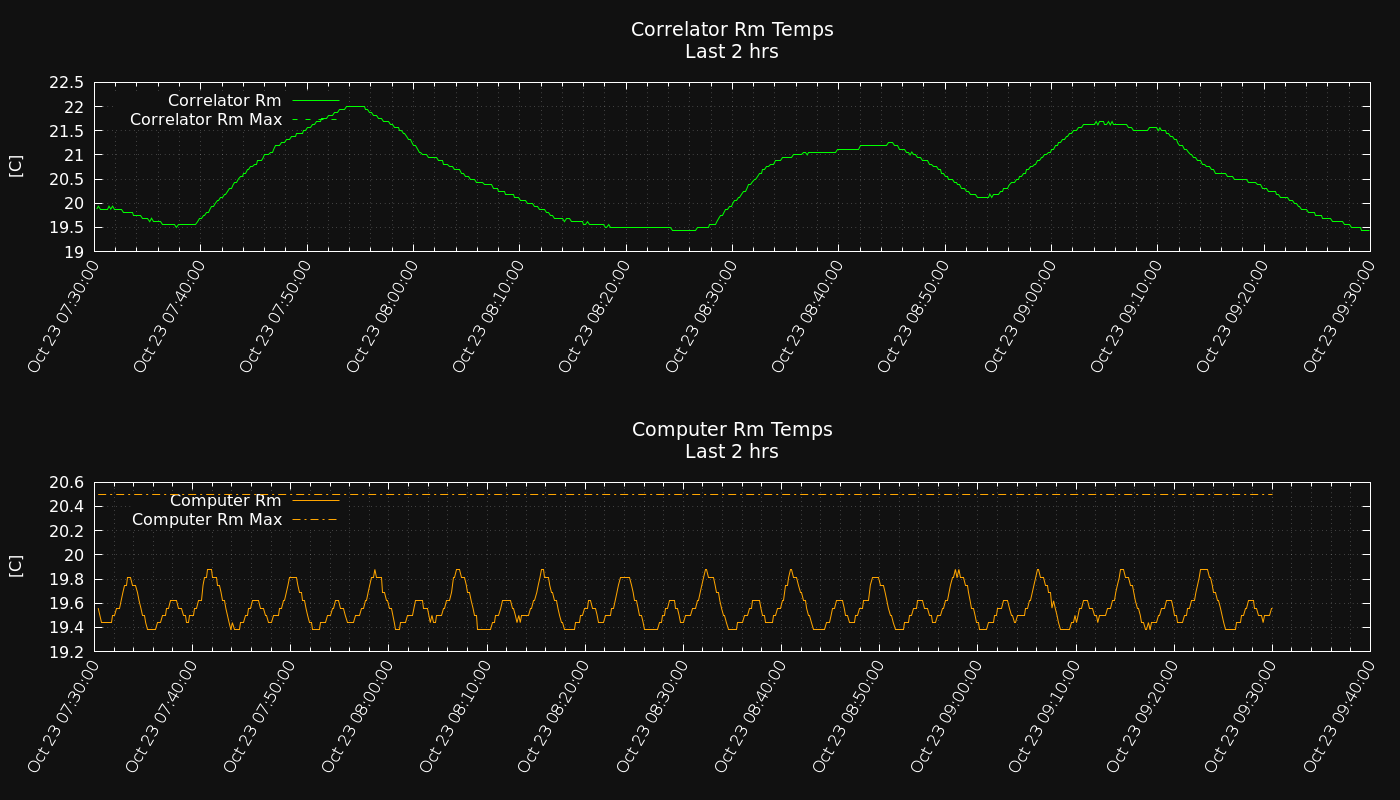 Correlator Rm Temps
Last 2 hrs
22.5
22
21.5
21
20.5
20
19.5
19
[C]
Correlator Rm
Correlator Rm Max
Oct 23 07:30:00
Oct 23 07:40:00
Oct 23 07:50:00
Oct 23 08:00:00
Oct 23 08:10:00
Oct 23 08:20:00
Oct 23 08:30:00
Oct 23 08:40:00
Oct 23 08:50:00
Oct 23 09:00:00
Oct 23 09:10:00
Oct 23 09:20:00
Oct 23 09:30:00
Computer Rm Temps
Last 2 hrs
20.6
20.4
20.2
20
19.8
19.6
19.4
19.2
[C]
Computer Rm
Computer Rm Max
Oct 23 07:30:00
Oct 23 07:40:00
Oct 23 07:50:00
Oct 23 08:00:00
Oct 23 08:10:00
Oct 23 08:20:00
Oct 23 08:30:00
Oct 23 08:40:00
Oct 23 08:50:00
Oct 23 09:00:00
Oct 23 09:10:00
Oct 23 09:20:00
Oct 23 09:30:00
Oct 23 09:40:00